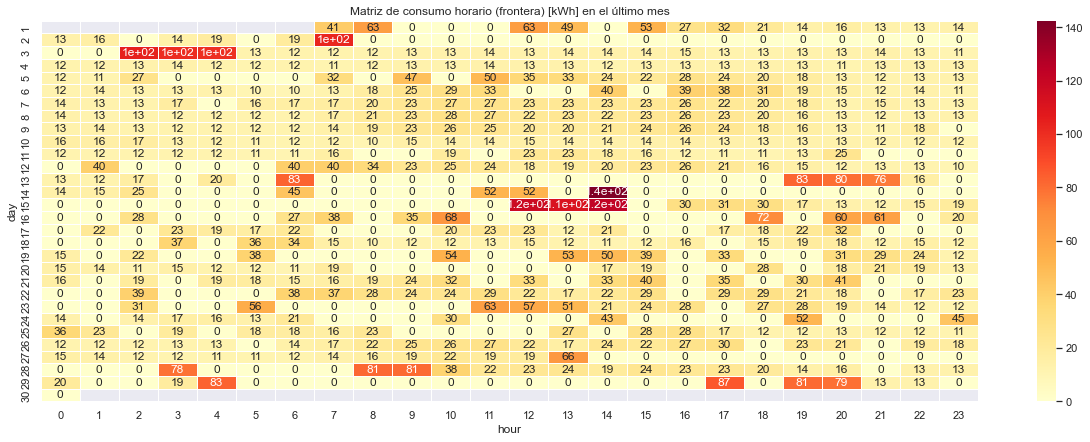 Matriz de consumo horario (frontera) [kWh] en el último mes
day
1 41 63 0 0 0 63 49 0 53 27 32 21 14 16 13 13 14
2 13 16 0 14 19 0 19 1e+02 0 0 0 0 0 0 0 0 0 0 0 0 0 0 0 0
3 0 0 1e+02 1e+02 1e+02 13 12 12 12 13 13 14 13 14 14 15 13 13 13 13 14 13 14 11
4 12 12 13 14 12 12 12 11 12 13 13 14 13 13 12 13 13 13 13 13 11 13 13 13
5 12 11 27 0 0 0 0 32 0 47 0 50 35 33 24 22 28 24 20 18 13 12 13 13
6 12 14 13 13 13 10 10 13 18 25 29 33 0 0 40 0 39 38 31 19 15 12 14 11
7 14 13 13 17 0 16 17 17 20 23 27 27 23 23 23 23 26 22 20 18 13 15 13 13
8 14 13 13 12 12 12 12 17 21 23 28 27 22 23 22 23 26 23 20 16 13 12 13 13
9 13 14 13 12 12 12 12 14 19 23 26 25 20 20 21 24 26 24 18 16 13 11 18 0
10 16 16 17 13 12 11 12 12 10 15 14 14 15 14 14 14 14 13 13 13 13 12 12 12
11 12 12 12 12 12 11 11 16 0 0 19 0 23 23 18 16 12 11 11 13 25 0 0 0
12 0 40 0 0 0 0 40 40 34 23 25 24 18 19 20 23 26 21 16 15 12 13 13 10
13 13 12 17 0 20 0 83 0 0 0 0 0 0 0 0 0 0 0 0 83 80 76 16 0
14 14 15 25 0 0 0 45 0 0 0 0 52 52 0 .4e+02 0 0 0 0 0 0 0 0 0
15 0 0 0 0 0 0 0 0 0 0 0 0 .2e+02 .1e+02 .2e+02 0 30 31 30 17 13 12 15 19
16 0 0 28 0 0 0 27 38 0 35 68 0 0 0 0 0 0 0 72 0 60 61 0 20
17 0 22 0 23 19 17 22 0 0 0 20 23 23 12 21 0 0 17 18 22 32 0 0 0
18 0 0 0 37 0 36 34 15 10 12 12 13 15 12 11 12 16 0 15 19 18 12 15 12
19 15 0 22 0 0 38 0 0 0 0 54 0 0 53 50 39 0 33 0 0 31 29 24 12
20 15 14 11 15 12 12 11 19 0 0 0 0 0 0 17 19 0 0 28 0 18 21 19 13
21 16 0 19 0 19 18 15 16 19 24 32 0 33 0 33 40 0 35 0 30 41 0 0 0
22 0 0 39 0 0 0 38 37 28 24 24 29 22 17 22 29 0 29 29 21 18 0 17 23
23 0 0 31 0 0 56 0 0 0 0 0 63 57 51 21 24 28 0 27 28 19 14 12 12
24 14 0 14 17 16 13 21 0 0 0 30 0 0 0 43 0 0 0 0 52 0 0 0 45
25 36 23 0 19 0 18 18 16 23 0 0 0 0 27 0 28 28 17 12 12 13 12 12 11
26 12 12 12 13 13 0 14 17 22 25 26 27 22 17 24 22 27 30 0 23 21 0 19 18
27 15 14 12 12 11 11 12 14 16 19 22 19 19 66 0 0 0 0 0 0 0 0 0 0
28 0 0 0 78 0 0 0 0 81 81 38 22 23 24 19 24 23 23 20 14 16 0 13 13
29 20 0 0 19 83 0 0 0 0 0 0 0 0 0 0 0 0 87 0 81 79 13 13 0
30 0
0 1 2 3 4 5 6 7 8 9 10 11 12 13 14 15 16 17 18 19 20 21 22 23
hour
140
120
100
80
60
40
20
0